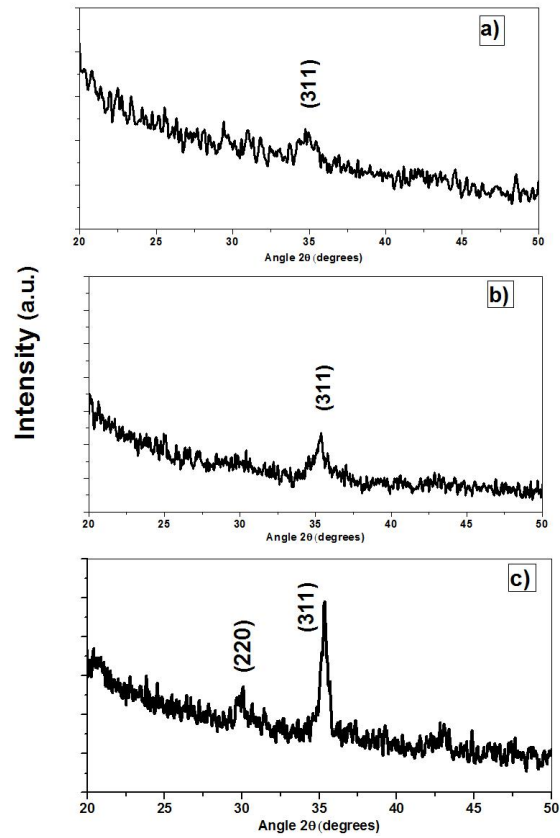 a)
(311)
20 25 30 35 40 45 50
Angle 2θ (degrees)
Intensity (a.u.)
b)
(311)
20 25 30 35 40 45 50
Angle 2θ (degrees)
c)
(220)
(311)
20 25 30 35 40 45 50
Angle 2θ (degrees)